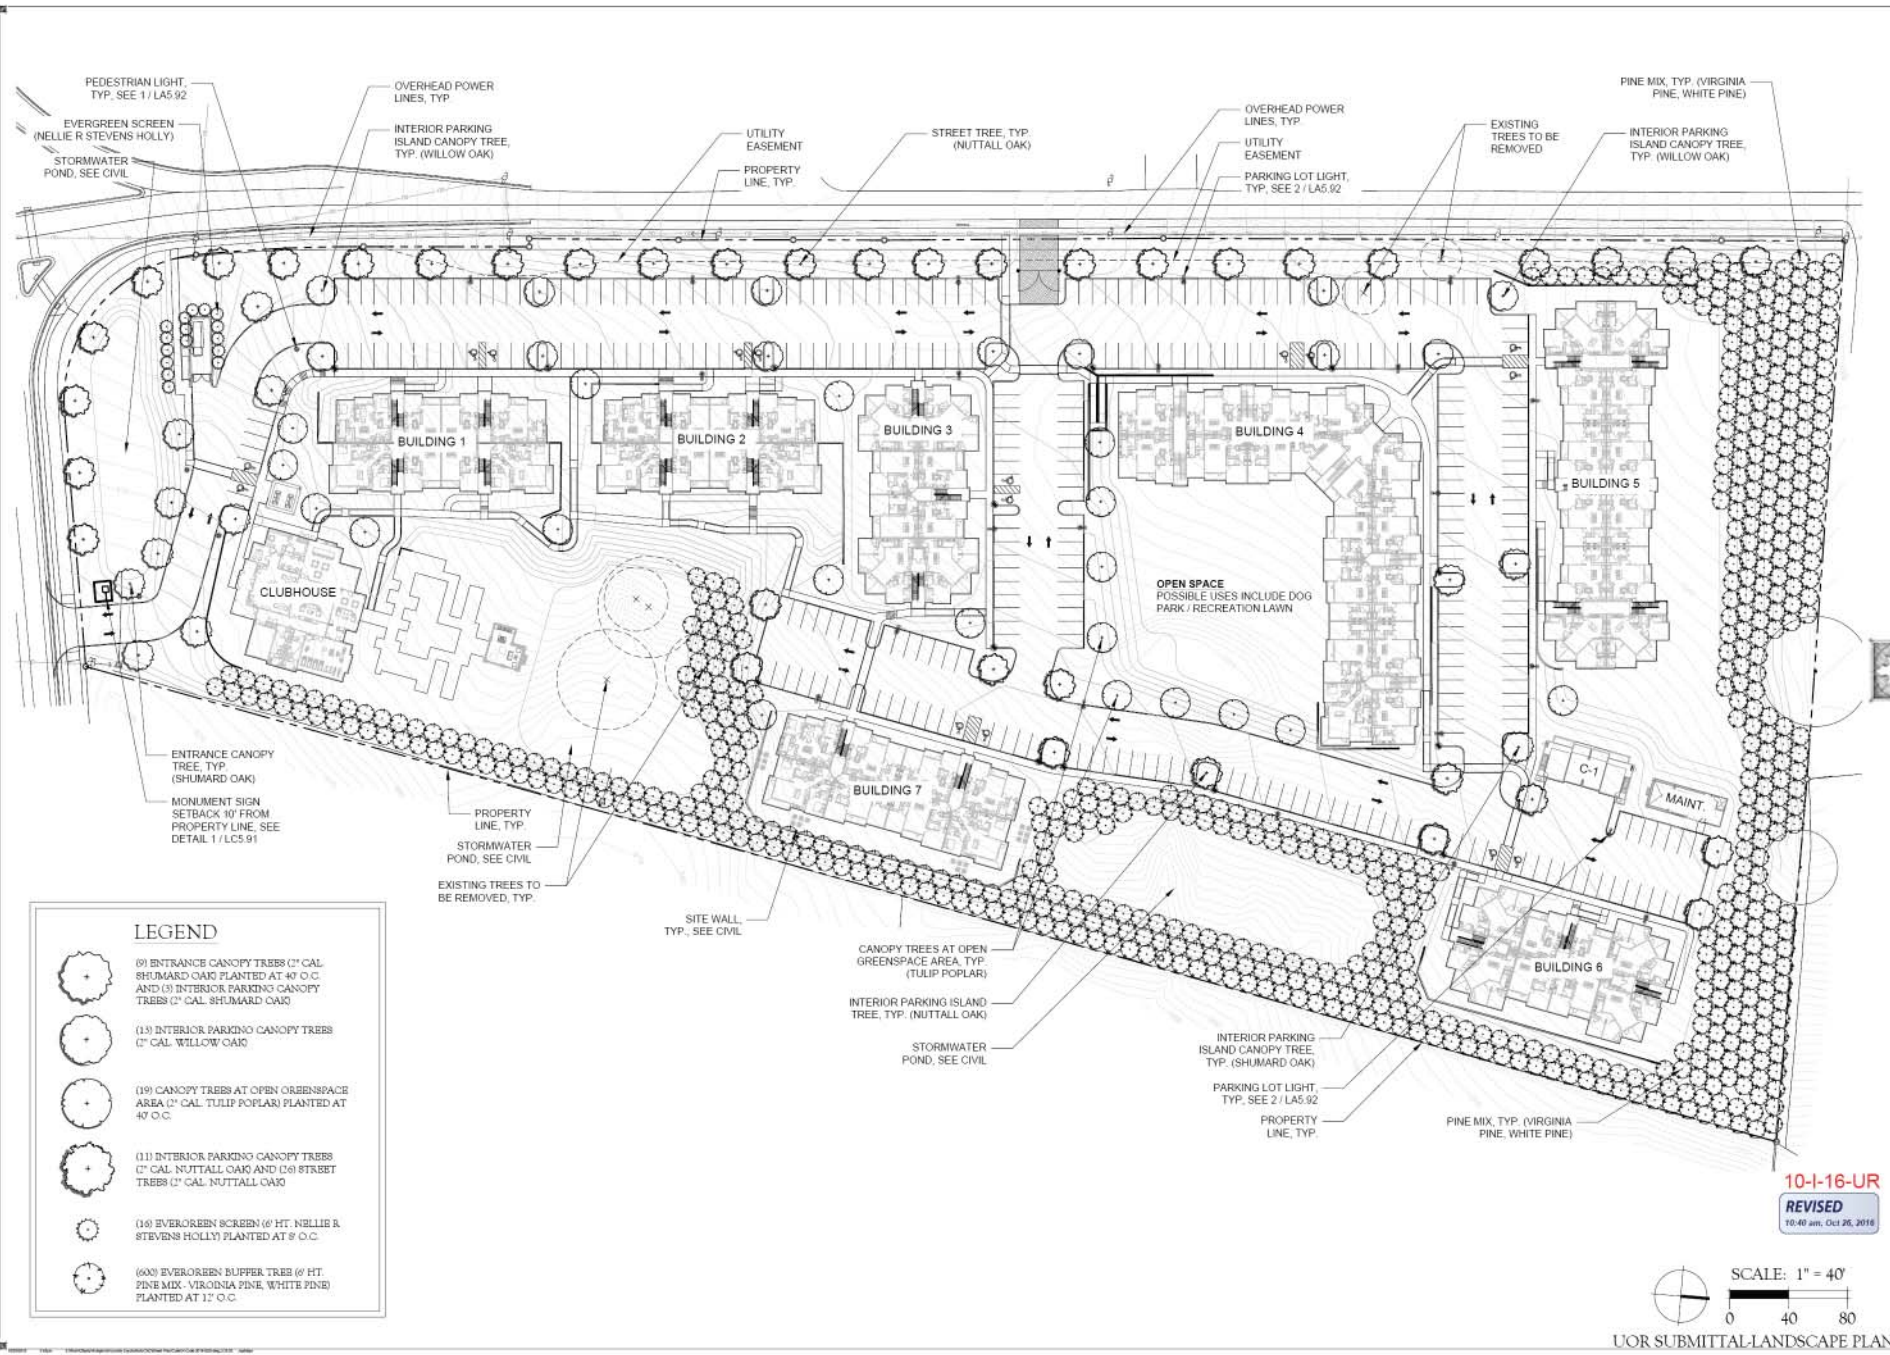 PEDESTRIAN LIGHT,
TYP, SEE 1 / LA5.92
EVERGREEN SCREEN
(NELLIE R STEVENS HOLLY)
STORMWATER
POND, SEE CIVIL
OVERHEAD POWER
LINES, TYP
INTERIOR PARKING
ISLAND CANOPY TREE,
TYP. (WILLOW OAK)
UTILITY
EASEMENT
PROPERTY
LINE, TYP.
STREET TREE, TYP.
(NUTTALL OAK)
OVERHEAD POWER
LINES, TYP.
UTILITY
EASEMENT
PARKING LOT LIGHT,
TYP, SEE 2 / LA5.92
EXISTING
TREES TO BE
REMOVED
INTERIOR PARKING
ISLAND CANOPY TREE,
TYP. (WILLOW OAK)
PINE MIX, TYP. (VIRGINIA
PINE, WHITE PINE)
BUILDING 1
BUILDING 2
BUILDING 3
BUILDING 4
BUILDING 5
CLUBHOUSE
OPEN SPACE
POSSIBLE USES INCLUDE DOG
PARK / RECREATION LAWN
BUILDING 7
C-1
MAINT.
BUILDING 6
ENTRANCE CANOPY
TREE, TYP.
(SHUMARD OAK)
MONUMENT SIGN
SETBACK 10' FROM
PROPERTY LINE, SEE
DETAIL 1 / LC5.91
PROPERTY
LINE, TYP.
STORMWATER
POND, SEE CIVIL
EXISTING TREES TO
BE REMOVED, TYP.
SITE WALL,
TYP., SEE CIVIL
CANOPY TREES AT OPEN
GREENSPACE AREA, TYP.
(TULIP POPLAR)
INTERIOR PARKING ISLAND
TREE, TYP. (NUTTALL OAK)
STORMWATER
POND, SEE CIVIL
INTERIOR PARKING
ISLAND CANOPY TREE,
TYP. (SHUMARD OAK)
PARKING LOT LIGHT,
TYP, SEE 2 / LA5.92
PROPERTY
LINE, TYP.
PINE MIX, TYP. (VIRGINIA
PINE, WHITE PINE)
LEGEND
(9) ENTRANCE CANOPY TREES (2" CAL.
SHUMARD OAK) PLANTED AT 40' O.C.
AND (3) INTERIOR PARKING CANOPY
TREES (2" CAL. SHUMARD OAK)
(13) INTERIOR PARKING CANOPY TREES
(2" CAL. WILLOW OAK)
(19) CANOPY TREES AT OPEN GREENSPACE
AREA (2" CAL. TULIP POPLAR) PLANTED AT
40' O.C.
(11) INTERIOR PARKING CANOPY TREES
(2" CAL. NUTTALL OAK) AND (26) STREET
TREES (2" CAL. NUTTALL OAK)
(16) EVERGREEN SCREEN (6' HT. NELLIE R
STEVENS HOLLY) PLANTED AT 8' O.C.
(600) EVERGREEN BUFFER TREE (6' HT.
PINE MIX - VIRGINIA PINE, WHITE PINE)
PLANTED AT 12' O.C.
10-I-16-UR
REVISED
10:40 am, Oct 26, 2016
SCALE: 1" = 40'
0 40 80
UOR SUBMITTAL-LANDSCAPE PLAN